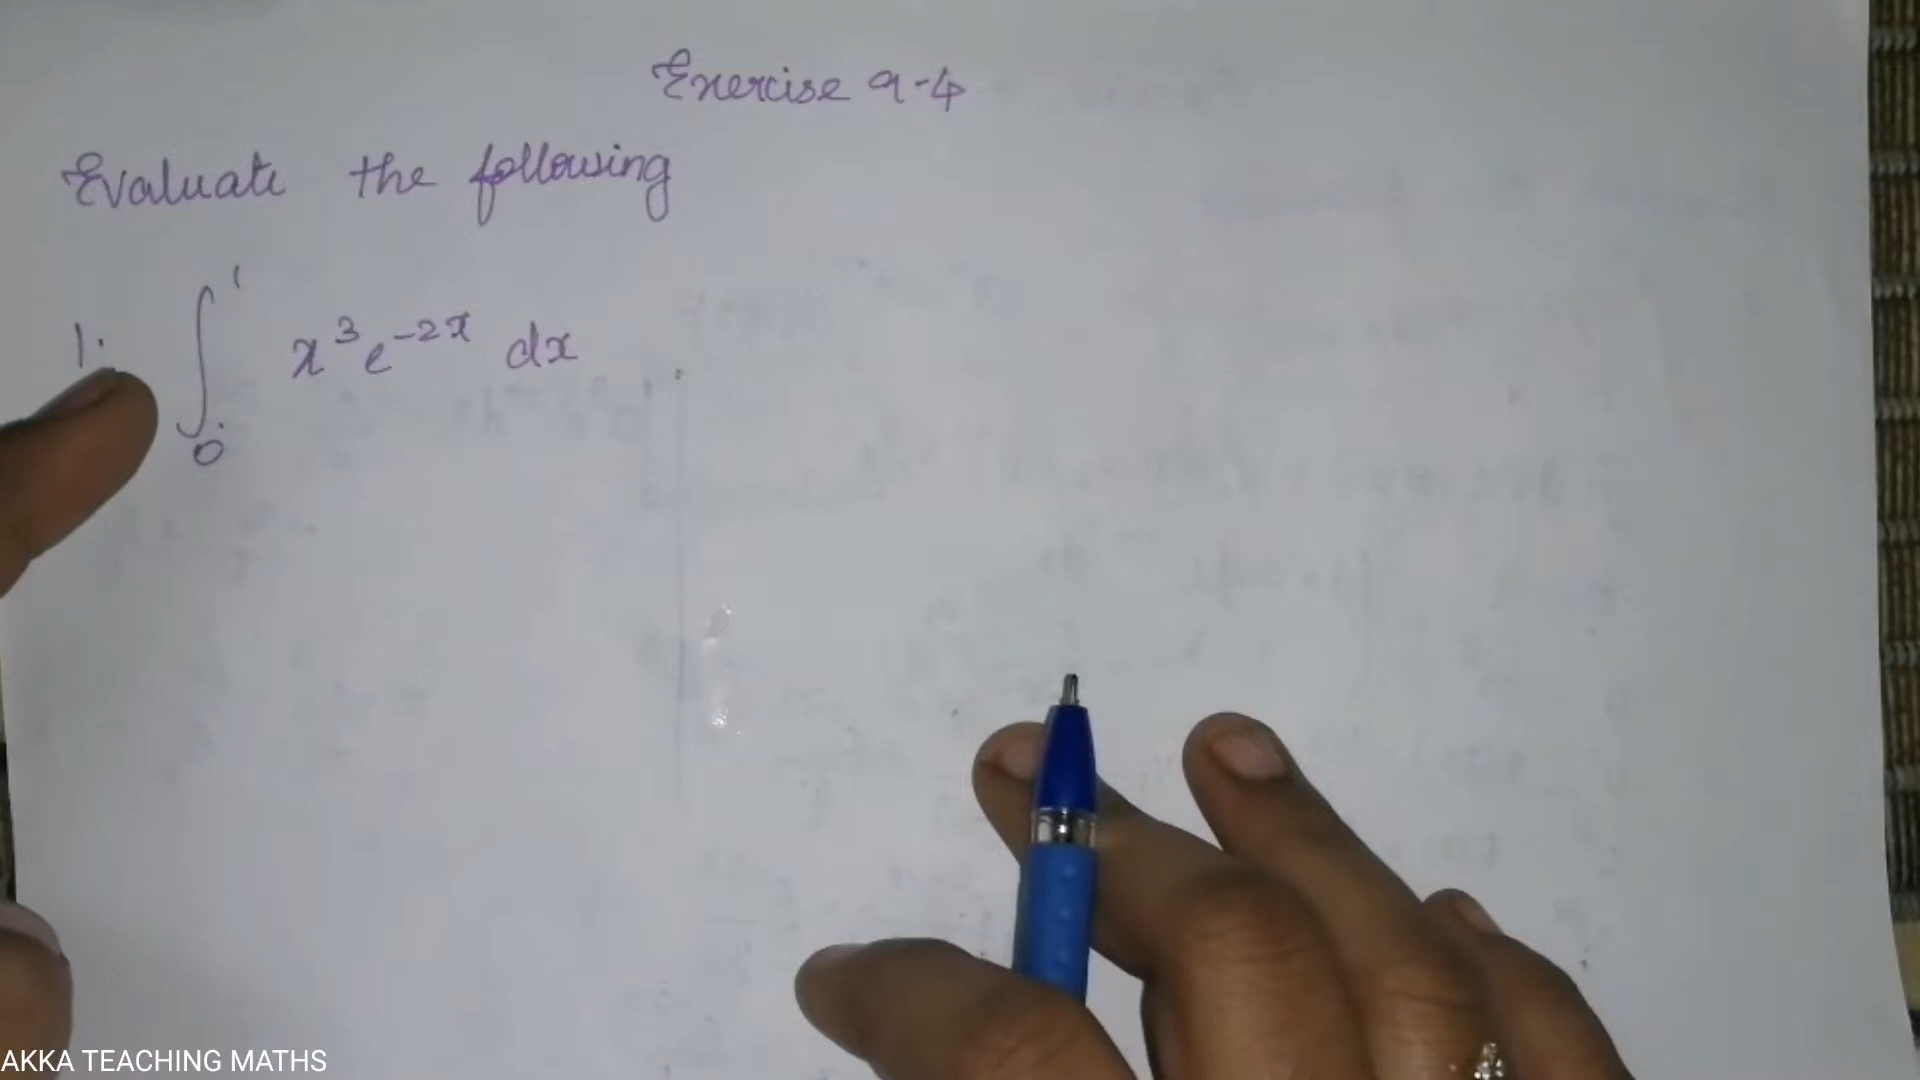 Exercise 9-4
Evaluate the following
1. ∫₀¹ x³e⁻²ˣ dx
AKKA TEACHING MATHS